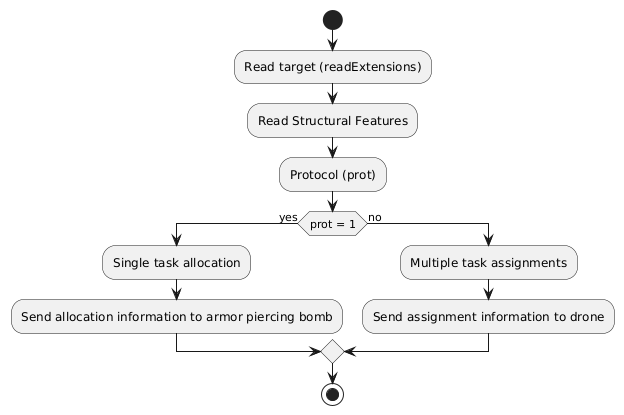 Read target (readExtensions)
Read Structural Features
Protocol (prot)
yes
prot = 1
no
Single task allocation
Multiple task assignments
Send allocation information to armor piercing bomb
Send assignment information to drone